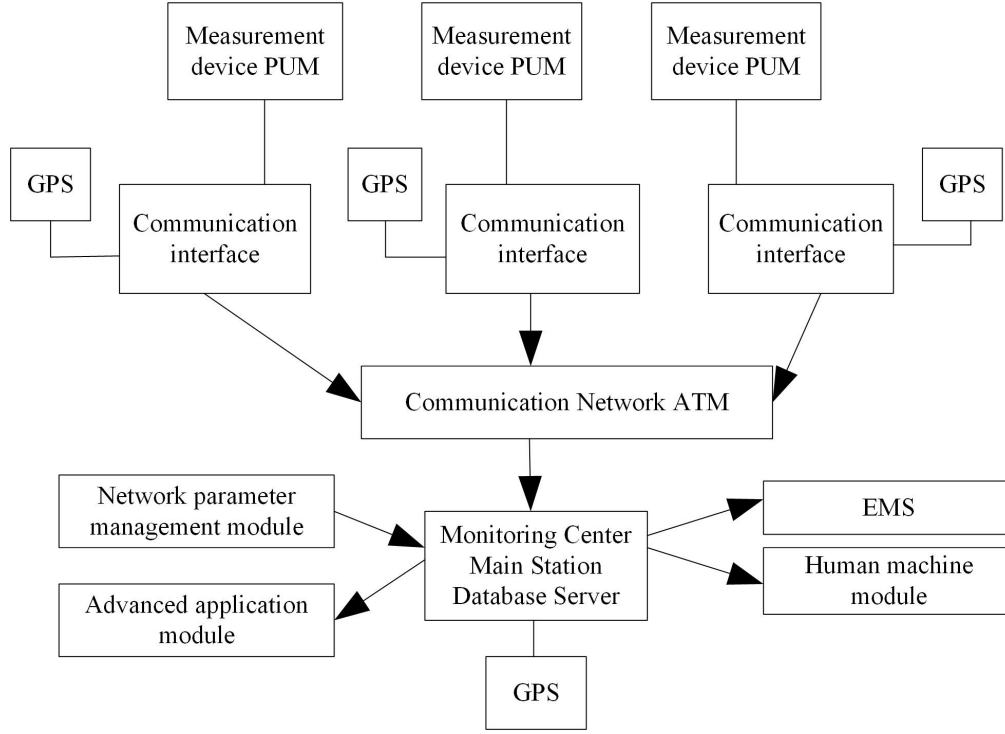 Measurement
device PUM
Measurement
device PUM
Measurement
device PUM
GPS
Communication
interface
GPS
Communication
interface
Communication
interface
GPS
Communication Network ATM
Network parameter
management module
Monitoring Center
Main Station
Database Server
EMS
Human machine
module
Advanced application
module
GPS